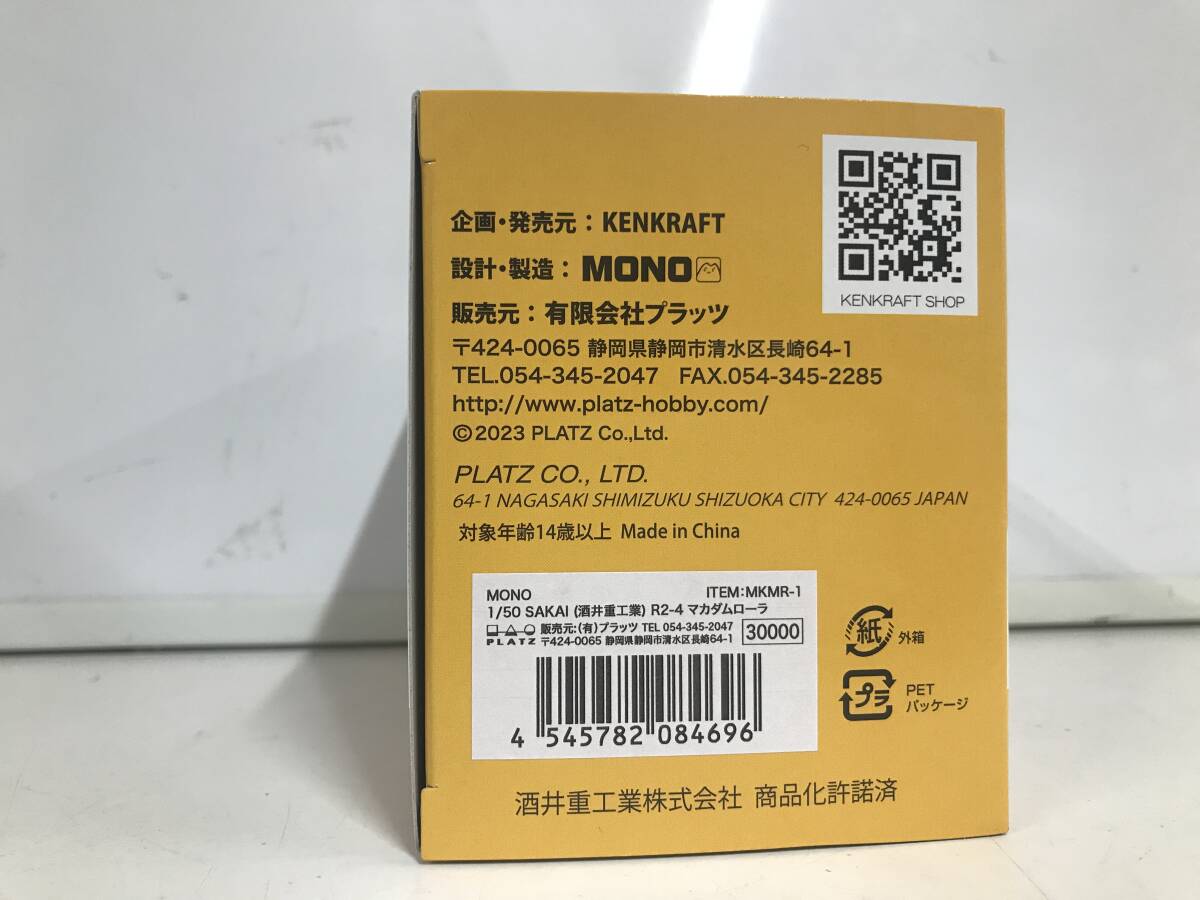 企画・発売元：KENKRAFT
設計・製造：MONO
販売元：有限会社プラッツ
〒424-0065 静岡県静岡市清水区長崎64-1
TEL.054-345-2047 FAX.054-345-2285
http://www.platz-hobby.com/
©2023 PLATZ Co.,Ltd.
PLATZ CO., LTD.
64-1 NAGASAKI SHIMIZUKU SHIZUOKA CITY 424-0065 JAPAN
対象年齢14歳以上 Made in China
KENKRAFT SHOP
MONO ITEM:MKMR-1
1/50 SAKAI (酒井重工業) R2-4 マカダムローラ
PLATZ
販売元:(有)プラッツ TEL 054-345-2047
〒424-0065 静岡県静岡市清水区長崎64-1
30000
4 545782 084696
紙 外箱
プラ PET
パッケージ
酒井重工業株式会社 商品化許諾済